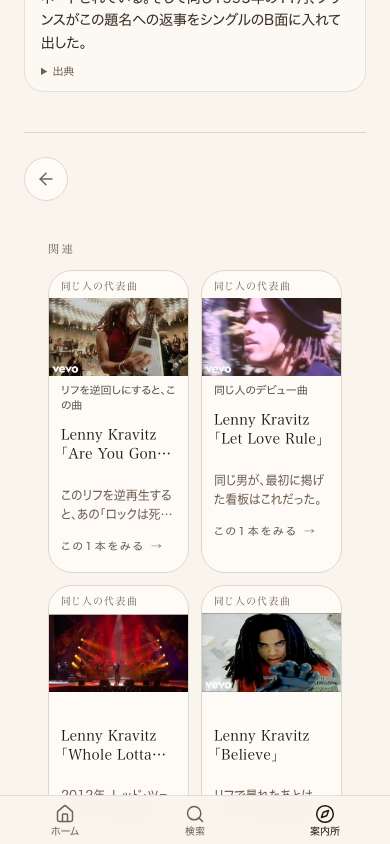 ンスがこの題名への返事をシングルのB面に入れて
出した。
▶ 出典
関連
同じ人の代表曲
vevo
リフを逆回しにすると、こ
の曲
Lenny Kravitz
「Are You Gon…
このリフを逆再生する
と、あの「ロックは死…
この1本をみる →
同じ人の代表曲
vevo
同じ人のデビュー曲
Lenny Kravitz
「Let Love Rule」
同じ男が、最初に掲げ
た看板はこれだった。
この1本をみる →
同じ人の代表曲
Lenny Kravitz
「Whole Lotta…
同じ人の代表曲
vevo
Lenny Kravitz
「Believe」
ホーム
検索
案内所